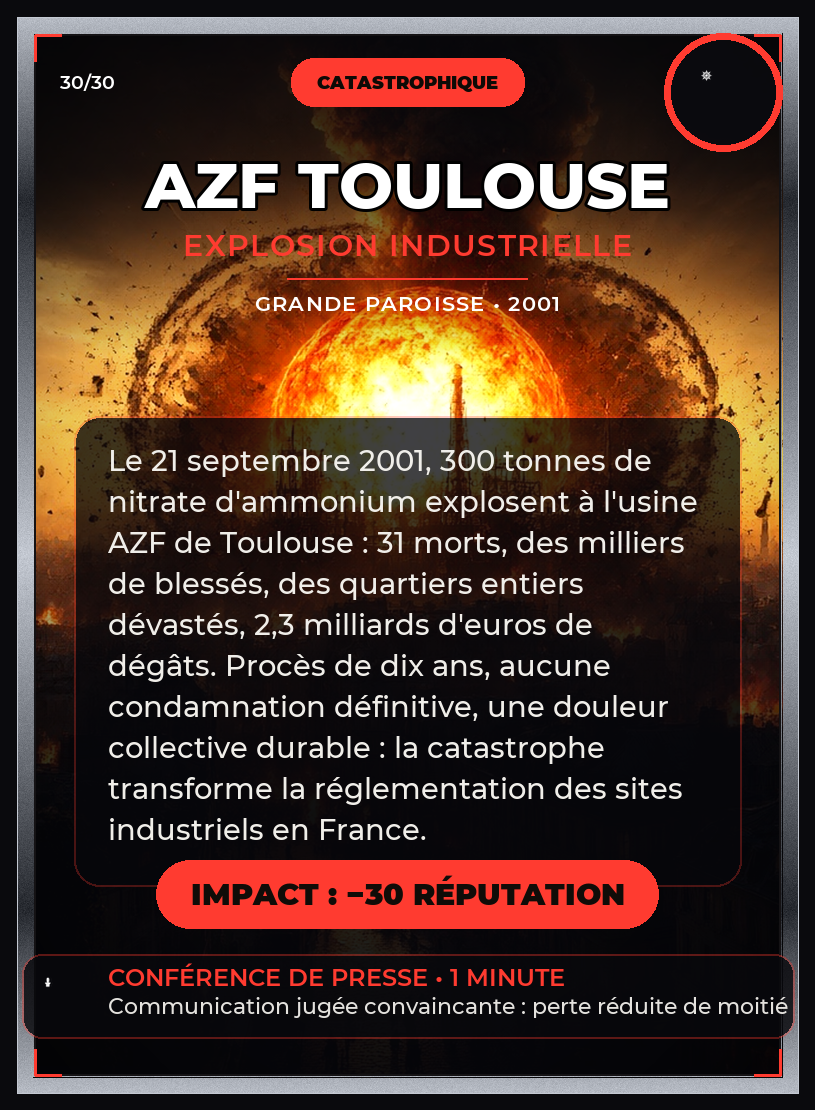 30/30
CATASTROPHIQUE
AZF TOULOUSE
EXPLOSION INDUSTRIELLE
GRANDE PAROISSE • 2001
Le 21 septembre 2001, 300 tonnes de
nitrate d'ammonium explosent à l'usine
AZF de Toulouse : 31 morts, des milliers
de blessés, des quartiers entiers
dévastés, 2,3 milliards d'euros de
dégâts. Procès de dix ans, aucune
condamnation définitive, une douleur
collective durable : la catastrophe
transforme la réglementation des sites
industriels en France.
IMPACT : −30 RÉPUTATION
CONFÉRENCE DE PRESSE • 1 MINUTE
Communication jugée convaincante : perte réduite de moitié